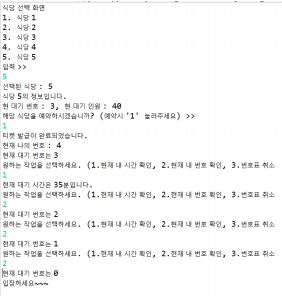 식당 선택 화면
1. 식당 1
2. 식당 2
3. 식당 3
4. 식당 4
5. 식당 5
입력 >>
5
선택된 식당 : 5
식당 5의 정보입니다.
현 대기 번호 : 3, 현 대기 인원 : 40
해당 식당을 예약하시겠습니까? (예약시 '1' 눌러주세요) >>
1
티켓 발급이 완료되었습니다.
현재 나의 번호 : 4
현재 대기번호는 3
원하는 작업을 선택하세요. (1.현재 내 시간 확인, 2.현재 내 번호 확인, 3.번호표 취소
1
현재 대기 시간은 35분입니다.
원하는 작업을 선택하세요. (1.현재 내 시간 확인, 2.현재 내 번호 확인, 3.번호표 취소
2
현재 대기번호는 2
원하는 작업을 선택하세요. (1.현재 내 시간 확인, 2.현재 내 번호 확인, 3.번호표 취소
2
현재 대기번호는 1
원하는 작업을 선택하세요. (1.현재 내 시간 확인, 2.현재 내 번호 확인, 3.번호표 취소
2
현재 대기번호는 0
입장하세요~~~